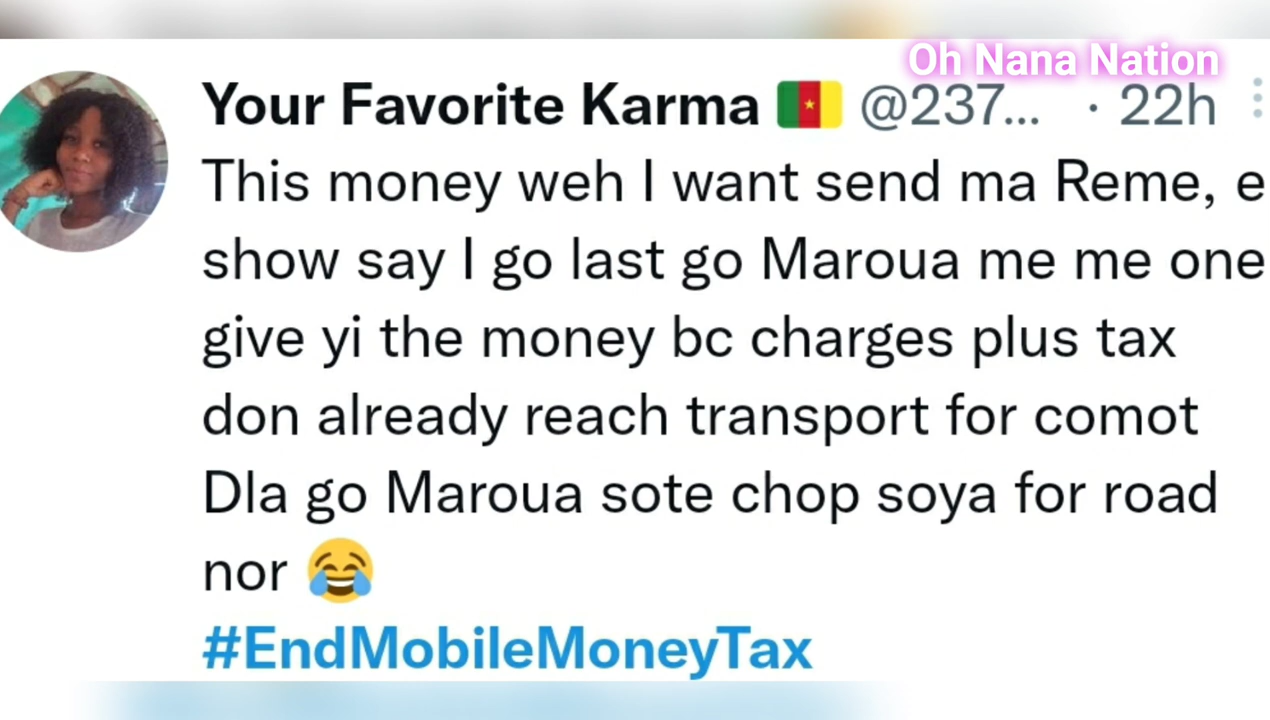 Oh Nana Nation
Your Favorite Karma 🇨🇲 @237... · 22h
This money weh I want send ma Reme, e
show say I go last go Maroua me me one
give yi the money bc charges plus tax
don already reach transport for comot
Dla go Maroua sote chop soya for road
nor 😂
#EndMobileMoneyTax